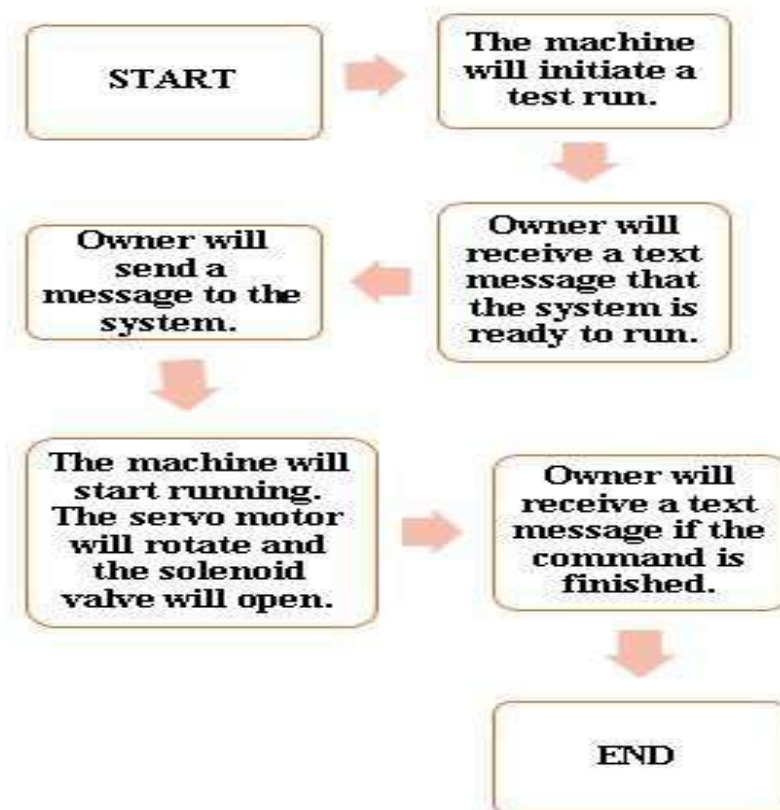 START
The machine
will initiate a
test run.
Owner will
receive a text
message that
the system is
ready to run.
Owner will
send a
message to the
system.
The machine will
start running.
The servo motor
will rotate and
the solenoid
valve will open.
Owner will
receive a text
message if the
command is
finished.
END